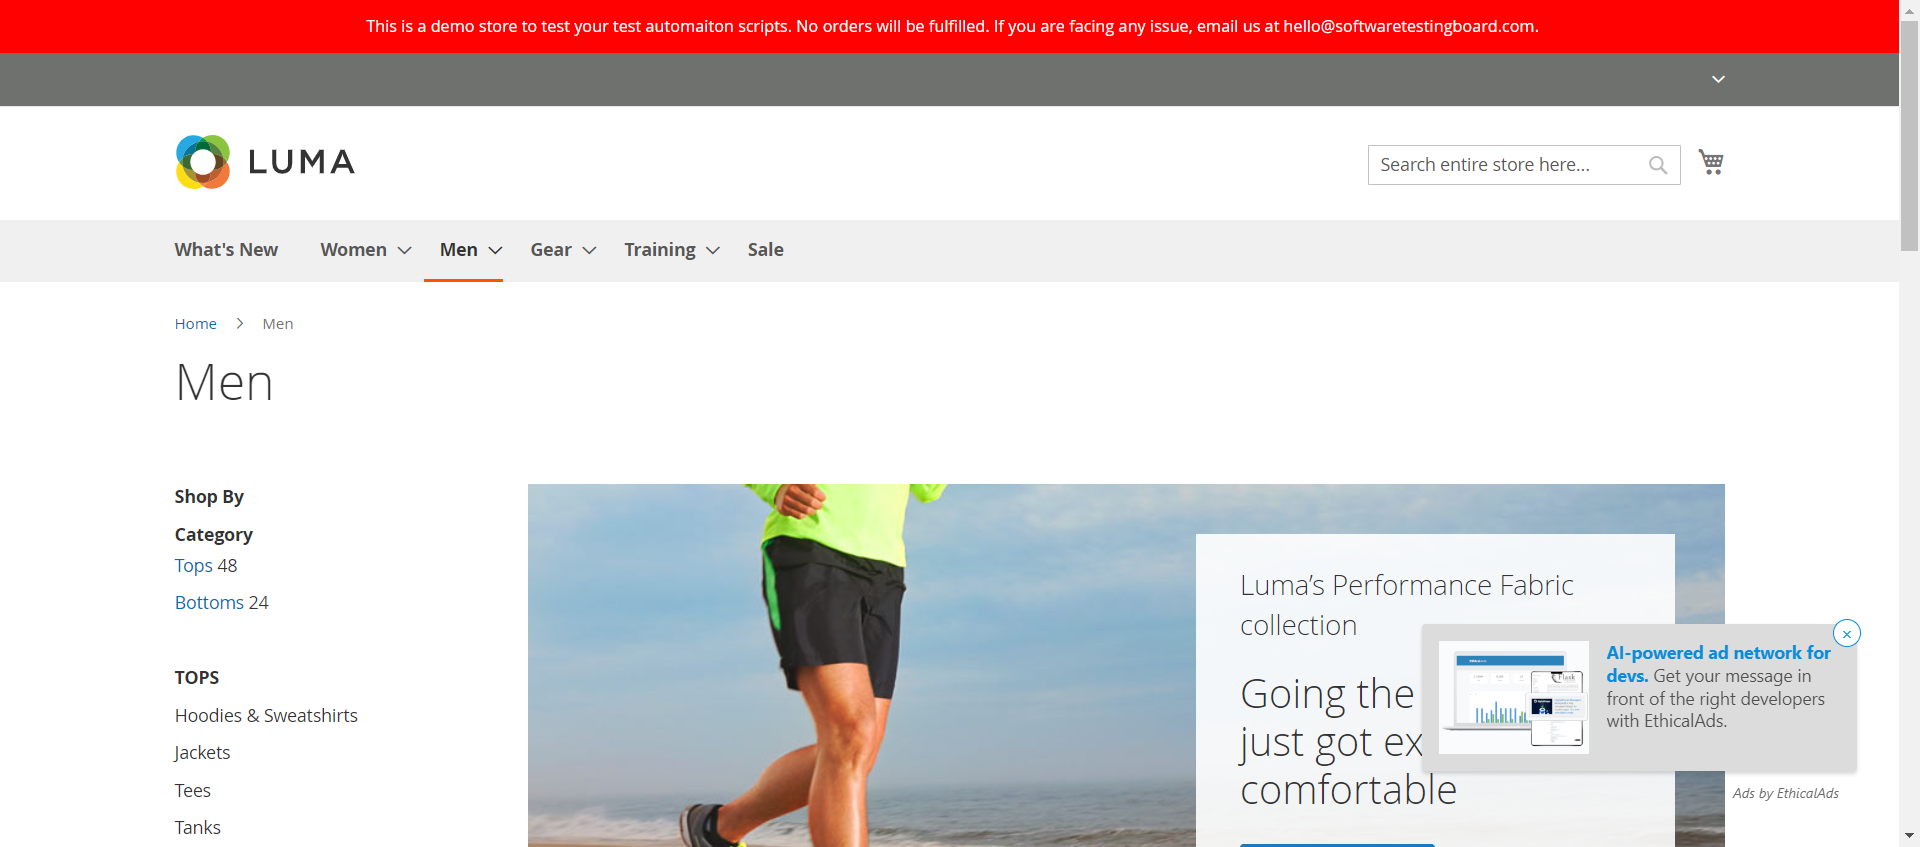 This is a demo store to test your test automaiton scripts. No orders will be fulfilled. If you are facing any issue, email us at hello@softwaretestingboard.com.
LUMA
Search entire store here...
What's New
Women
Men
Gear
Training
Sale
Home
Men
Men
Shop By
Category
Tops 48
Bottoms 24
TOPS
Hoodies & Sweatshirts
Jackets
Tees
Tanks
Luma's Performance Fabric
collection
Going the
just got ex
comfortable
AI-powered ad network for
devs. Get your message in
front of the right developers
with EthicalAds.
Ads by EthicalAds